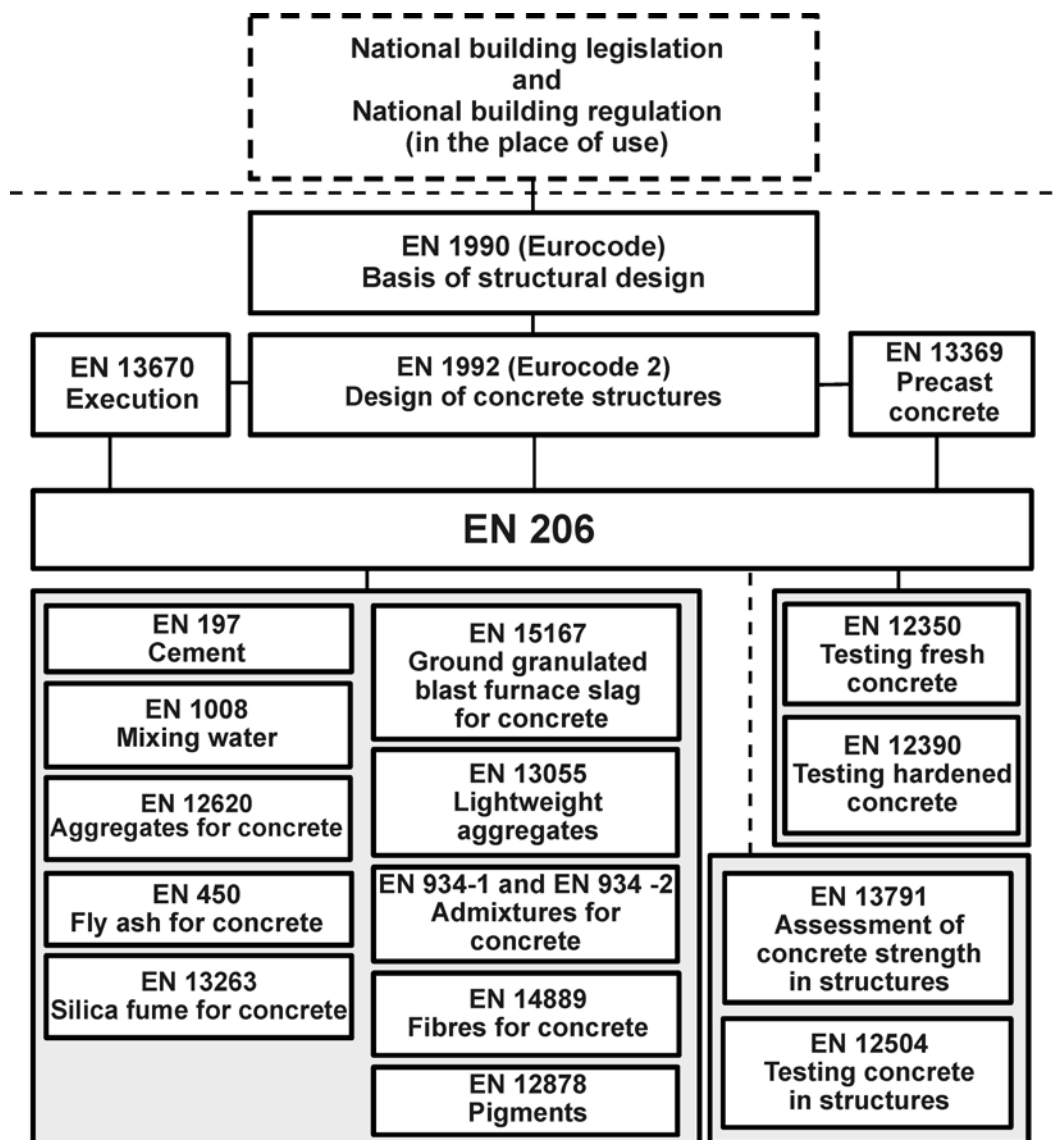 National building legislation
and
National building regulation
(in the place of use)
EN 1990 (Eurocode)
Basis of structural design
EN 13670
Execution
EN 1992 (Eurocode 2)
Design of concrete structures
EN 13369
Precast
concrete
EN 206
EN 197
Cement
EN 1008
Mixing water
EN 12620
Aggregates for concrete
EN 450
Fly ash for concrete
EN 13263
Silica fume for concrete
EN 15167
Ground granulated
blast furnace slag
for concrete
EN 13055
Lightweight
aggregates
EN 934-1 and EN 934 -2
Admixtures for
concrete
EN 14889
Fibres for concrete
EN 12878
Pigments
EN 12350
Testing fresh
concrete
EN 12390
Testing hardened
concrete
EN 13791
Assessment of
concrete strength
in structures
EN 12504
Testing concrete
in structures